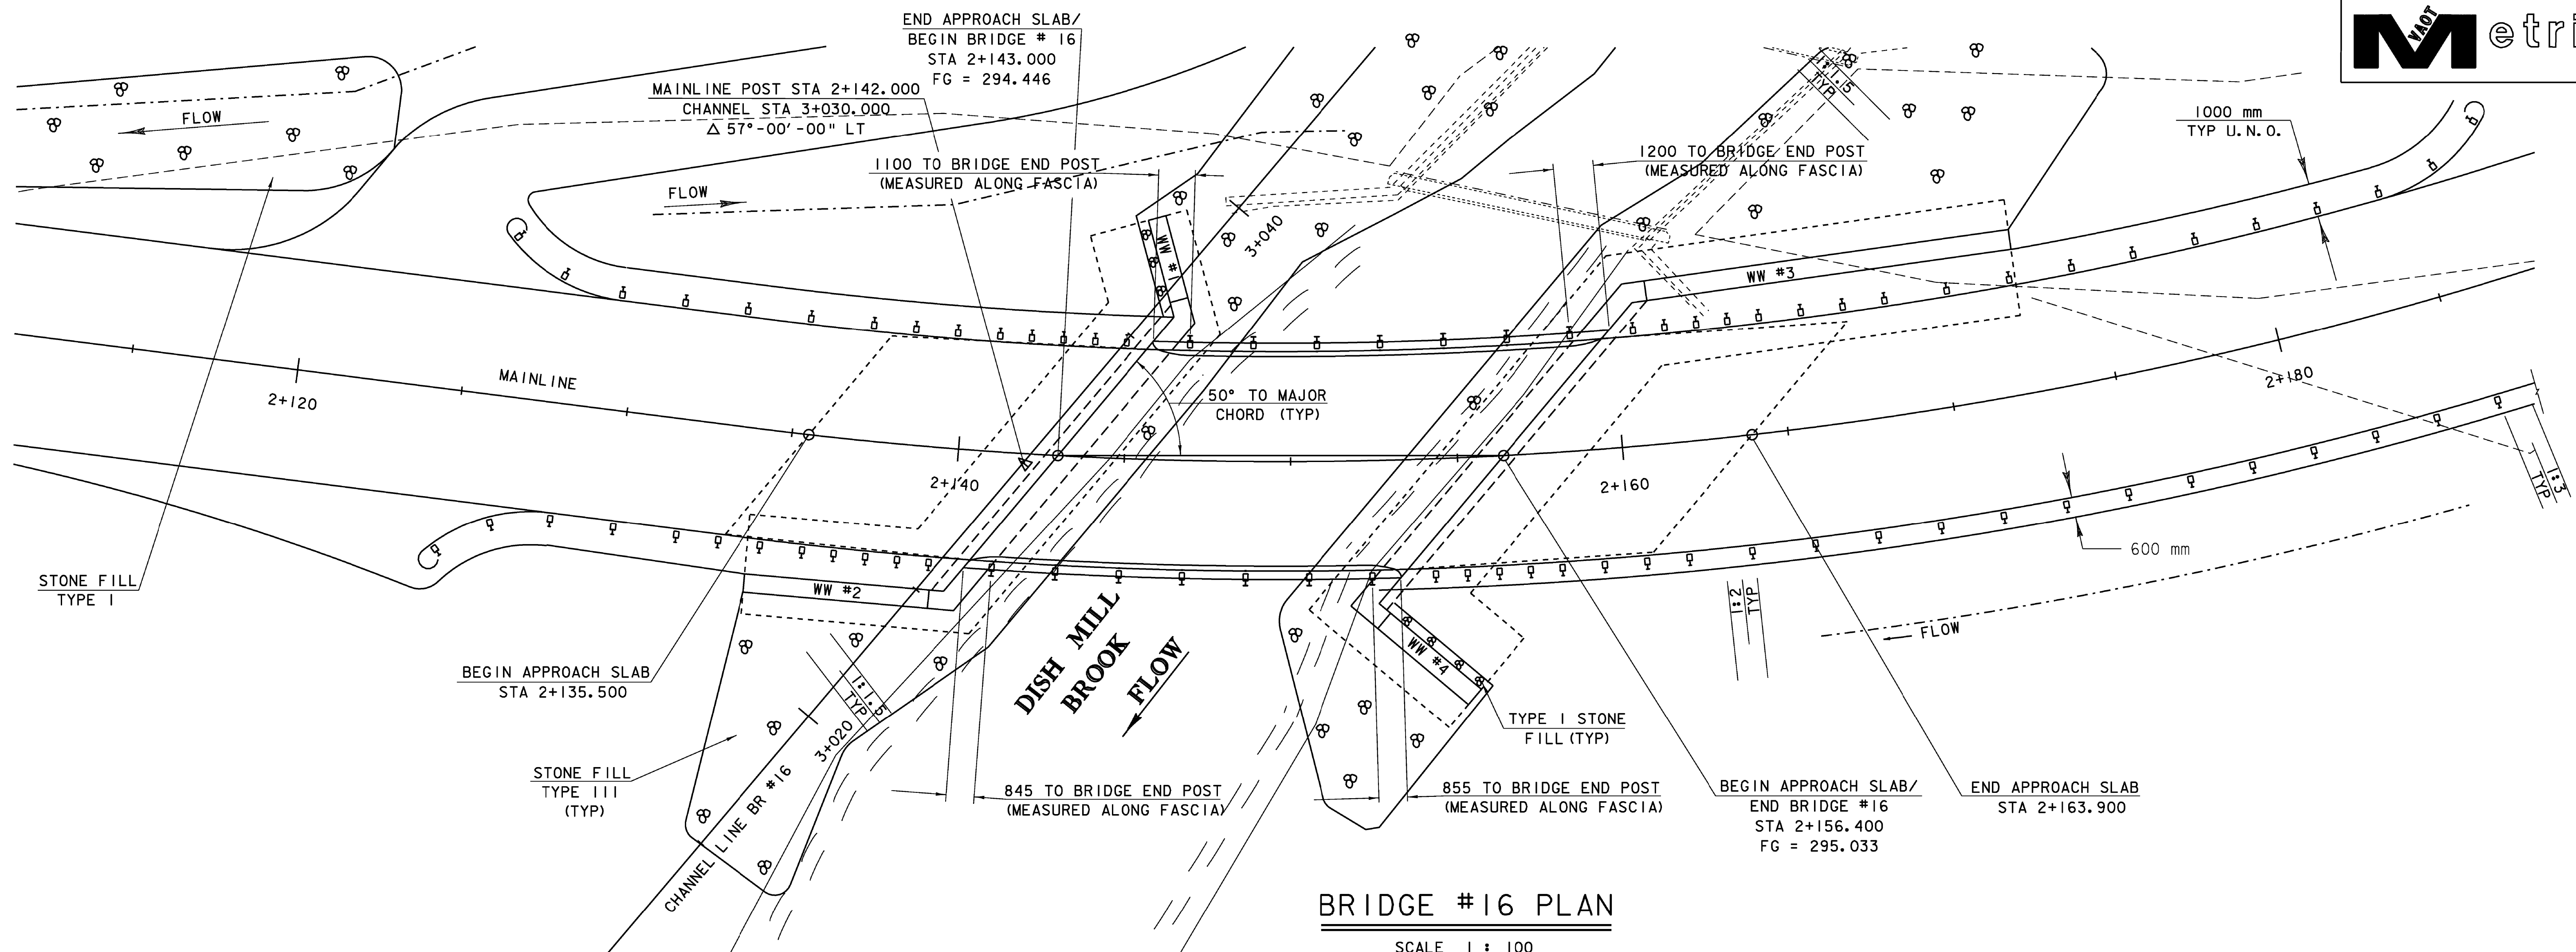 VAOT
M etri
END APPROACH SLAB/
BEGIN BRIDGE # 16
STA 2+143.000
FG = 294.446
MAINLINE POST STA 2+142.000
CHANNEL STA 3+030.000
Δ 57°-00'-00" LT
1100 TO BRIDGE END POST
(MEASURED ALONG FASCIA)
1200 TO BRIDGE END POST
(MEASURED ALONG FASCIA)
1:1.5
TYP
1000 mm
TYP U.N.O.
FLOW
FLOW
3+040
WW #1
WW #3
MAINLINE
2+120
50° TO MAJOR
CHORD (TYP)
2+180
2+140
2+160
1:3
TYP
600 mm
STONE FILL
TYPE I
WW #2
1:2
TYP
FLOW
BEGIN APPROACH SLAB
STA 2+135.500
DISH MILL
BROOK
FLOW
WW #4
1:1.5
TYP
3+020
TYPE I STONE
FILL (TYP)
STONE FILL
TYPE III
(TYP)
CHANNEL LINE BR #16
845 TO BRIDGE END POST
(MEASURED ALONG FASCIA)
855 TO BRIDGE END POST
(MEASURED ALONG FASCIA)
BEGIN APPROACH SLAB/
END BRIDGE #16
STA 2+156.400
FG = 295.033
END APPROACH SLAB
STA 2+163.900
BRIDGE #16 PLAN
SCALE 1 : 100